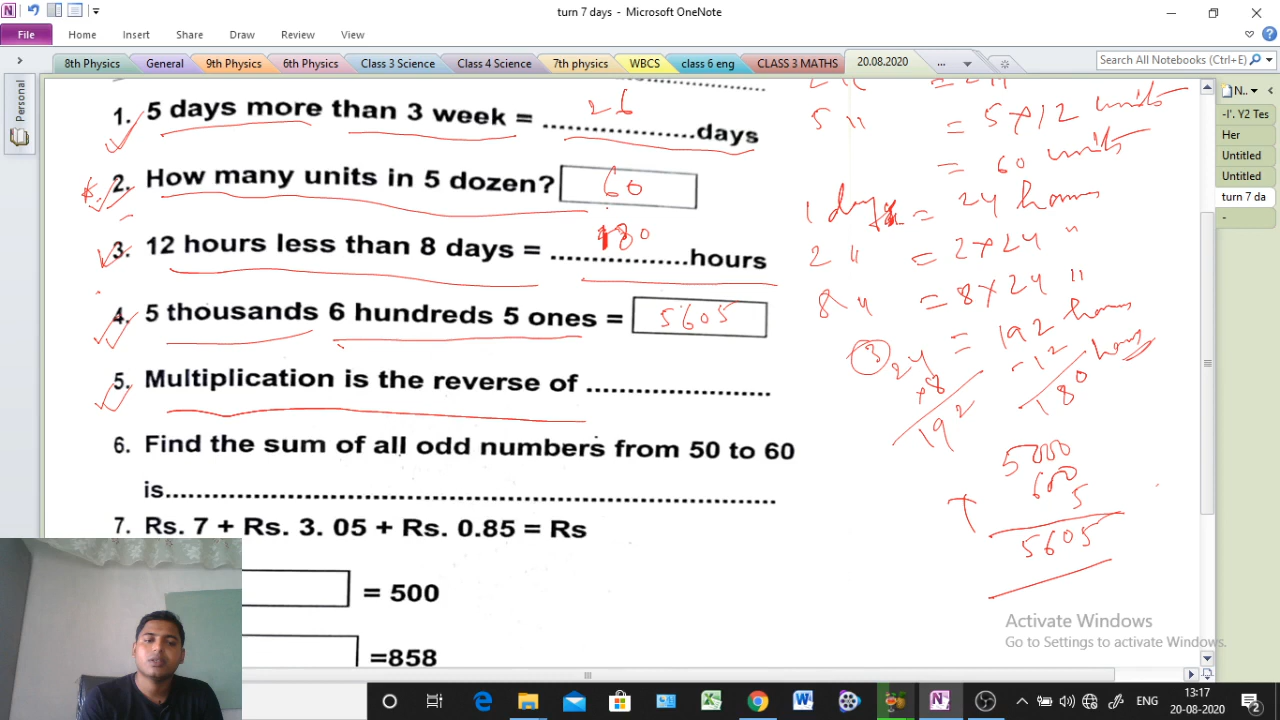 turn 7 days - Microsoft OneNote
File Home Insert Share Draw Review View
8th Physics General 9th Physics 6th Physics Class 3 Science Class 4 Science 7th physics WBCS class 6 eng CLASS 3 MATHS 20.08.2020 ... Search All Notebooks (Ctrl+E)
Personal
1. 5 days more than 3 week = ...26...days
2. How many units in 5 dozen? 60
3. 12 hours less than 8 days = ...180...hours
4. 5 thousands 6 hundreds 5 ones = 5605
5. Multiplication is the reverse of ........................
6. Find the sum of all odd numbers from 50 to 60
is................................................................................
7. Rs. 7 + Rs. 3. 05 + Rs. 0.85 = Rs
= 500
=858
5 " = 5 × 12 units
= 60 units
1 days = 24 hours
2 " = 2 × 24 "
8 " = 8 × 24 "
= 192 hours
- 12
180 hours
3
24
×8
192
5000
600
+ 5
5605
N..
-I'. Y2 Tes
Her
Untitled
Untitled
turn 7 da
-
Activate Windows
Go to Settings to activate Windows.
ENG
13:17
20-08-2020
2